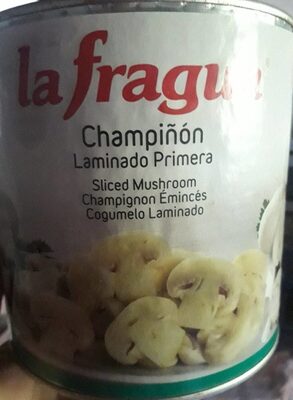 la fragua
Champiñón
Laminado Primera
Sliced Mushroom
Champignon Émincés
Cogumelo Laminado